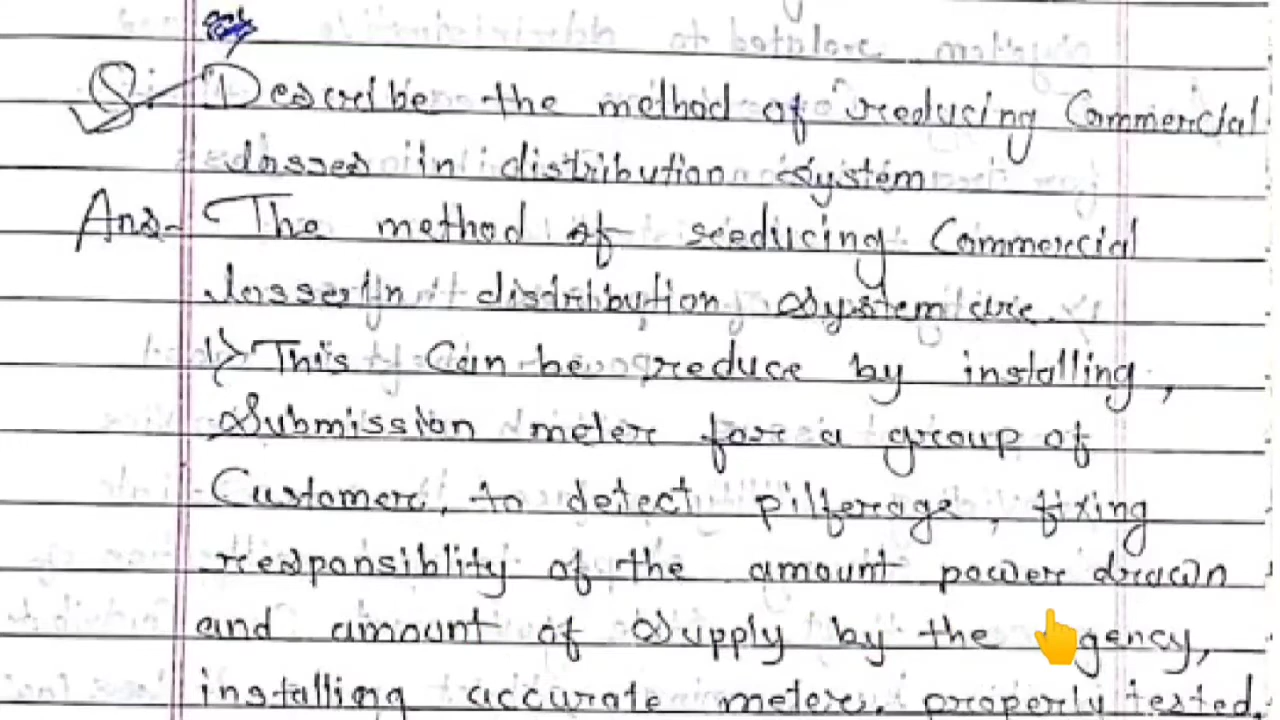 S. Describe the method of reducing Commercial
losses in distribution system
Ans- The method of reducing Commercial
losser in distribution system are.
1> This Can be reduce by installing,
Submission meter for a group of
Customer, to detect pilferage, fixing
responsiblity of the amount power drawn
and amount of supply by the agency,
installing accurate meter, properly tested,